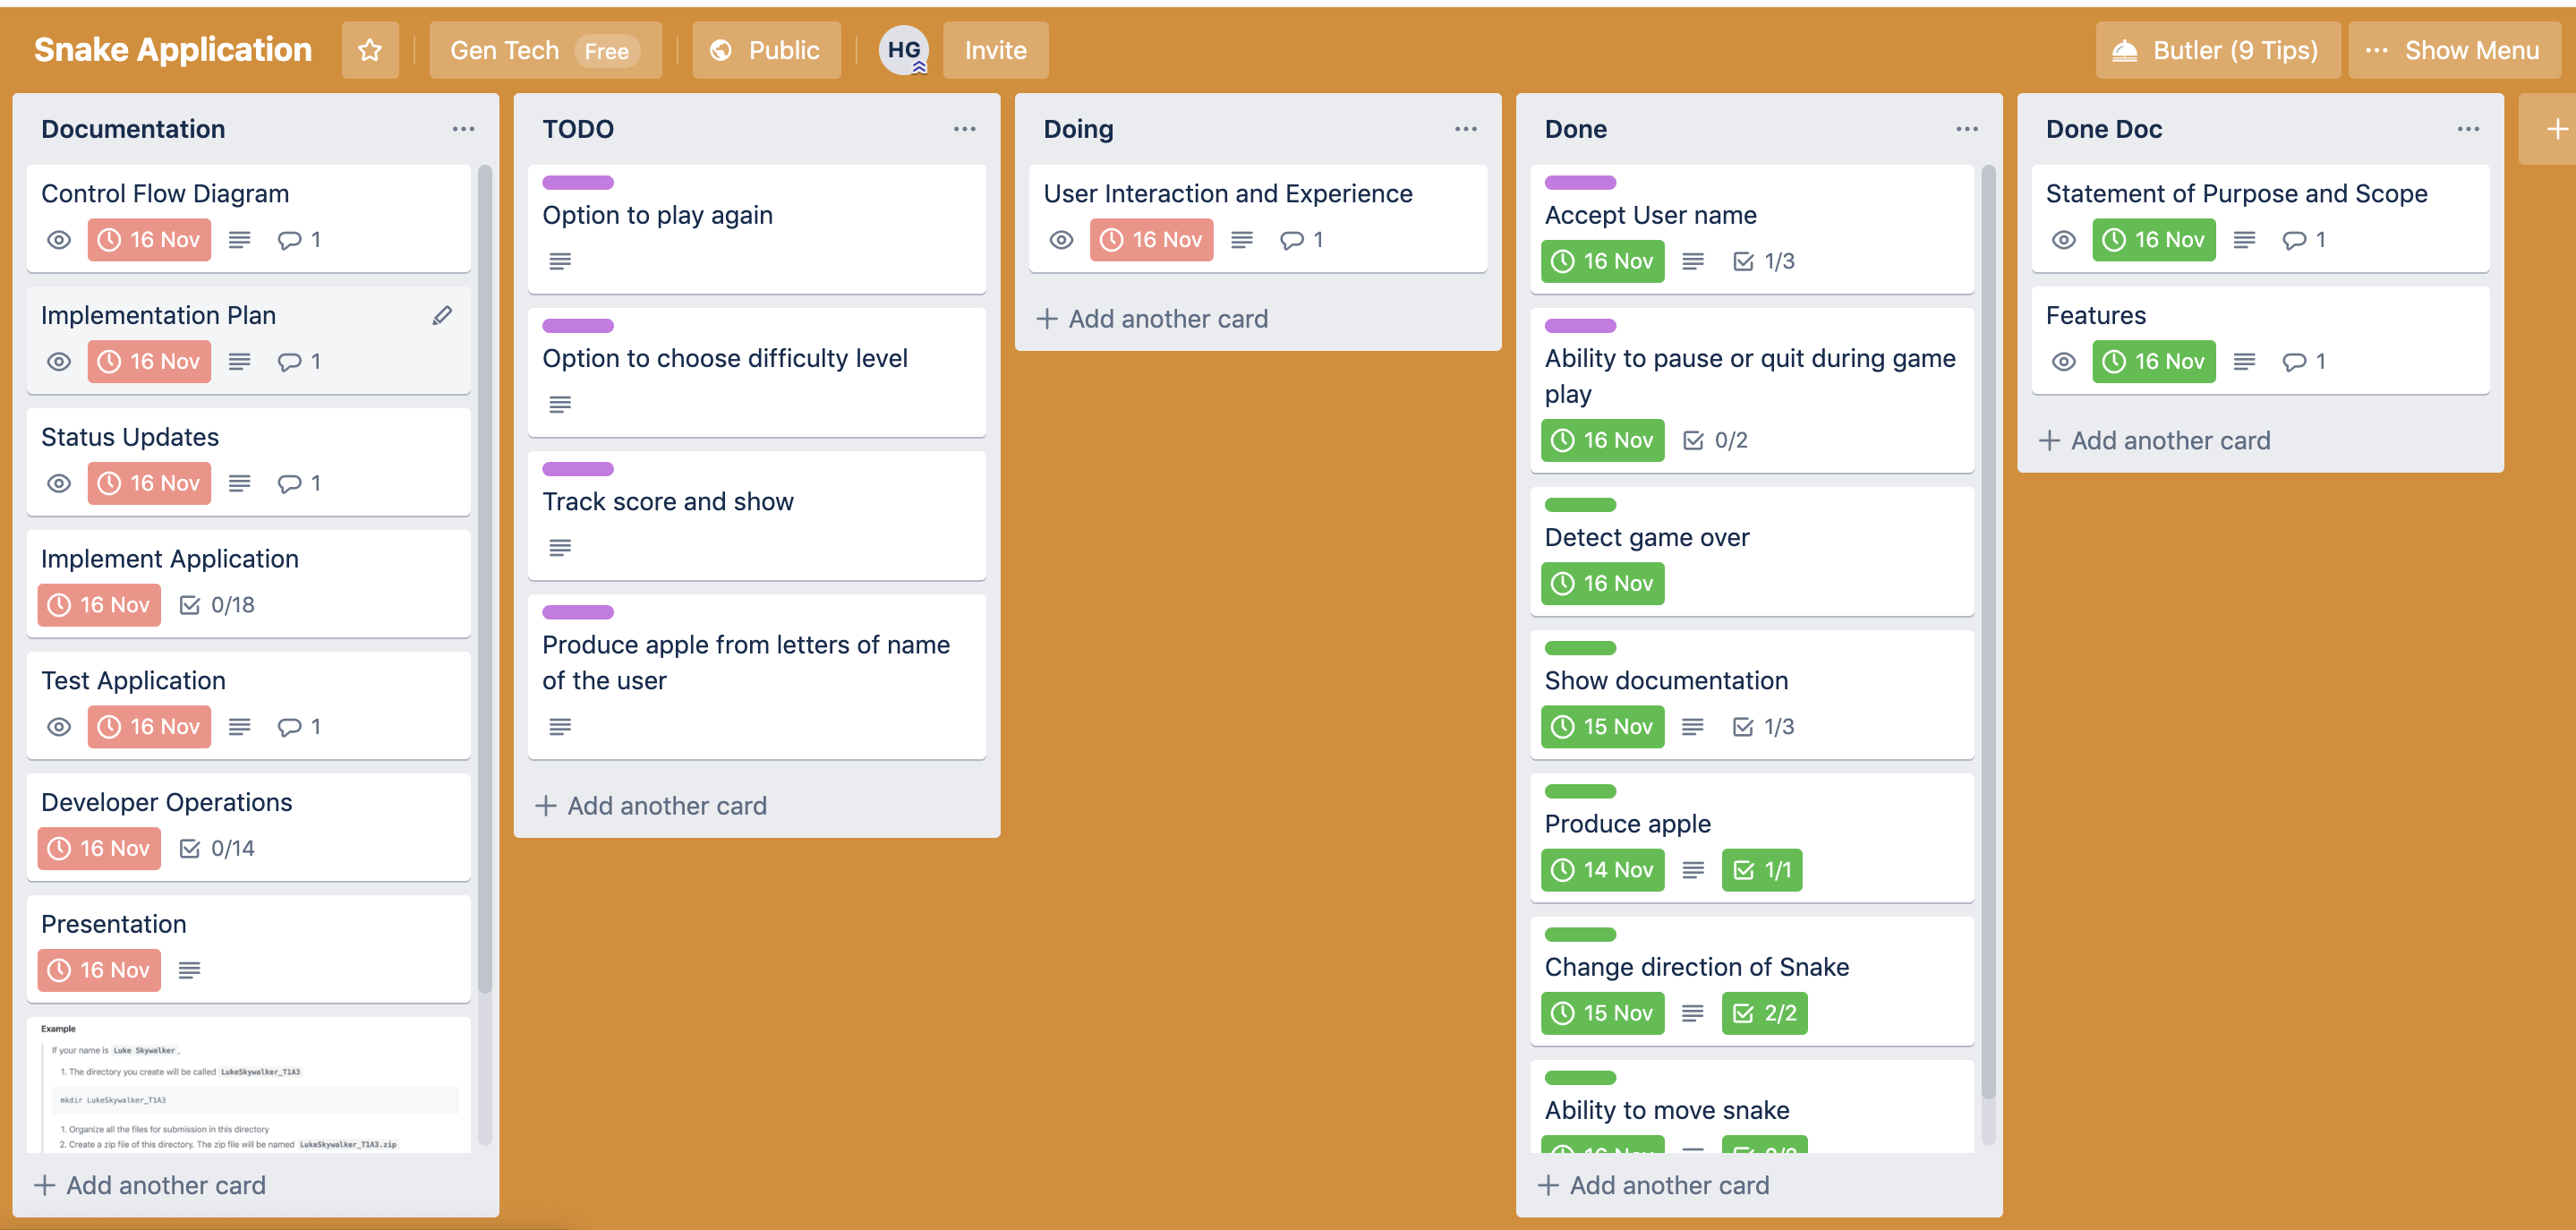 Snake Application
Gen Tech Free
Public
HG
Invite
Butler (9 Tips)
Show Menu
Documentation
Control Flow Diagram
16 Nov 1
Implementation Plan
16 Nov 1
Status Updates
16 Nov 1
Implement Application
16 Nov 0/18
Test Application
16 Nov 1
Developer Operations
16 Nov 0/14
Presentation
16 Nov
Example
If your name is Luke Skywalker,
1. The directory you create will be called LukeSkywalker_T1A3
mkdir LukeSkywalker_T1A3
1. Organize all the files for submission in this directory
2. Create a zip file of this directory. The zip file will be named LukeSkywalker_T1A3.zip
+ Add another card
TODO
Option to play again
Option to choose difficulty level
Track score and show
Produce apple from letters of name
of the user
+ Add another card
Doing
User Interaction and Experience
16 Nov 1
+ Add another card
Done
Accept User name
16 Nov 1/3
Ability to pause or quit during game
play
16 Nov 0/2
Detect game over
16 Nov
Show documentation
15 Nov 1/3
Produce apple
14 Nov 1/1
Change direction of Snake
15 Nov 2/2
Ability to move snake
+ Add another card
Done Doc
Statement of Purpose and Scope
16 Nov 1
Features
16 Nov 1
+ Add another card